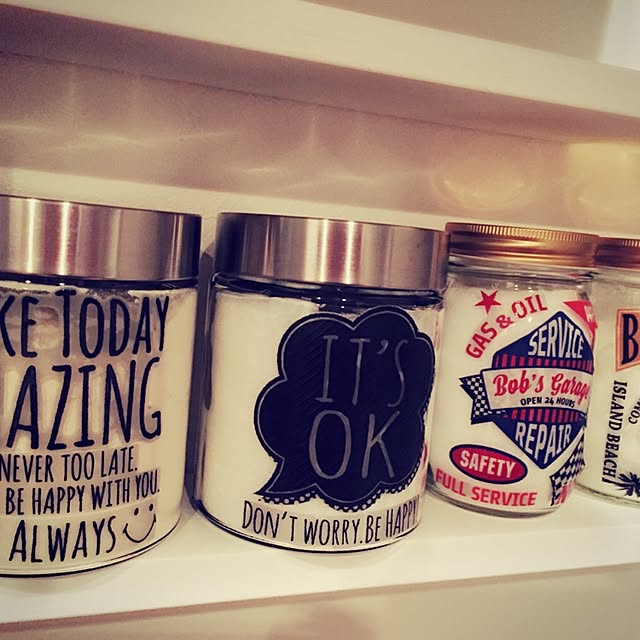 KE TODAY
AZING
NEVER TOO LATE.
BE HAPPY WITH YOU.
ALWAYS
IT'S
OK
DON'T WORRY.BE HAPPY
GAS & OIL
SERVICE
Bob's Garage
OPEN 24 HOURS
REPAIR
SAFETY
FULL SERVICE
B
ISLAND BEACH
CO